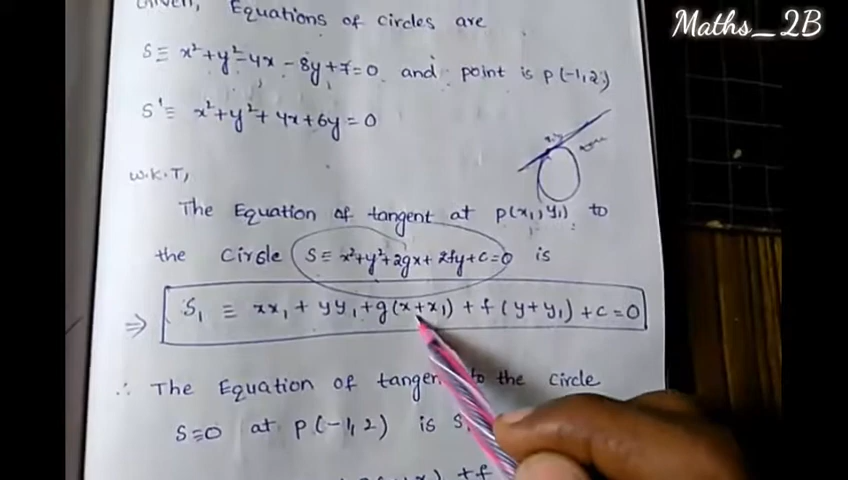 Given, Equations of circles are
Maths_2B
S ≡ x²+y²-4x-8y+7=0 and point is P(-1,2)
S' ≡ x²+y²+4x+6y=0
W.K.T,
The Equation of tangent at P(x₁,y₁) to
the Circle S ≡ x²+y²+2gx+2fy+c=0 is
⇒ S₁ ≡ xx₁ + yy₁ + g(x+x₁) + f(y+y₁) + c = 0
∴ The Equation of tangent to the circle
S=0 at P(-1,2) is S
+f